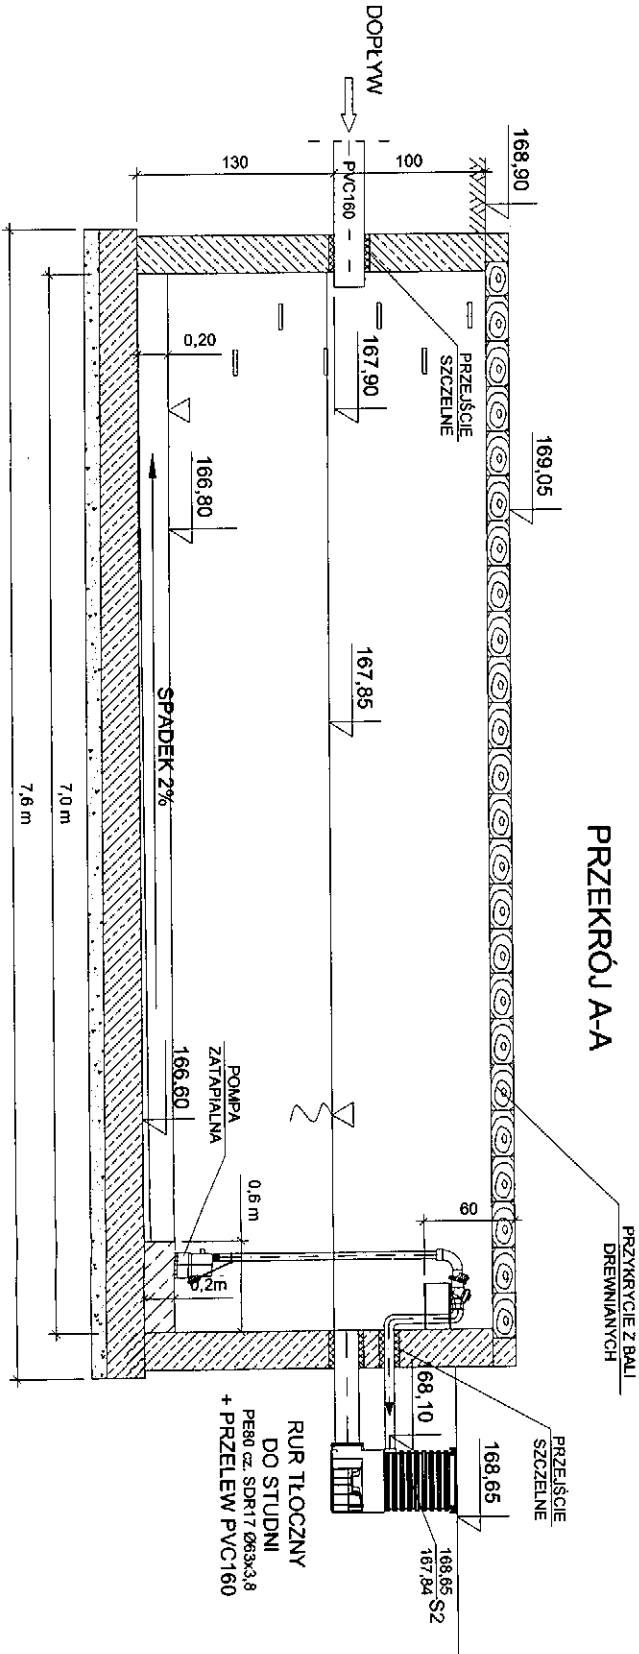 PRZEKRÓJ A-A
DOPŁYW
PVC160
130
100
168,90
PRZEJŚCIE
SZCZELNE
167,90
169,05
0,20
166,80
167,85
SPADEK 2%
7,0 m
7,6 m
166,60
POMPA
ZATAPIALNA
0,6 m
0,2m
60
PRZYKRYCIE Z BALI
DREWNIANYCH
PRZEJŚCIE
SZCZELNE
68,10
168,65
168,65
167,84
S2
RUR TŁOCZNY
DO STUDNI
PE80 cz. SDR17 Ø63x3,8
+ PRZELEW PVC160